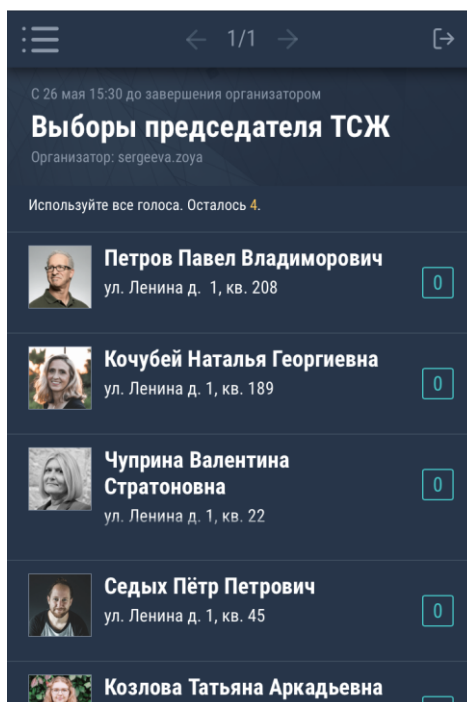 1/1
С 26 мая 15:30 до завершения организатором
Выборы председателя ТСЖ
Организатор: sergeeva.zoya
Используйте все голоса. Осталось 4.
Петров Павел Владиморович
ул. Ленина д.  1, кв. 208
0
Кочубей Наталья Георгиевна
ул. Ленина д. 1, кв. 189
0
Чуприна Валентина
Стратоновна
ул. Ленина д. 1, кв. 22
0
Седых Пётр Петрович
ул. Ленина д. 1, кв. 45
0
Козлова Татьяна Аркадьевна